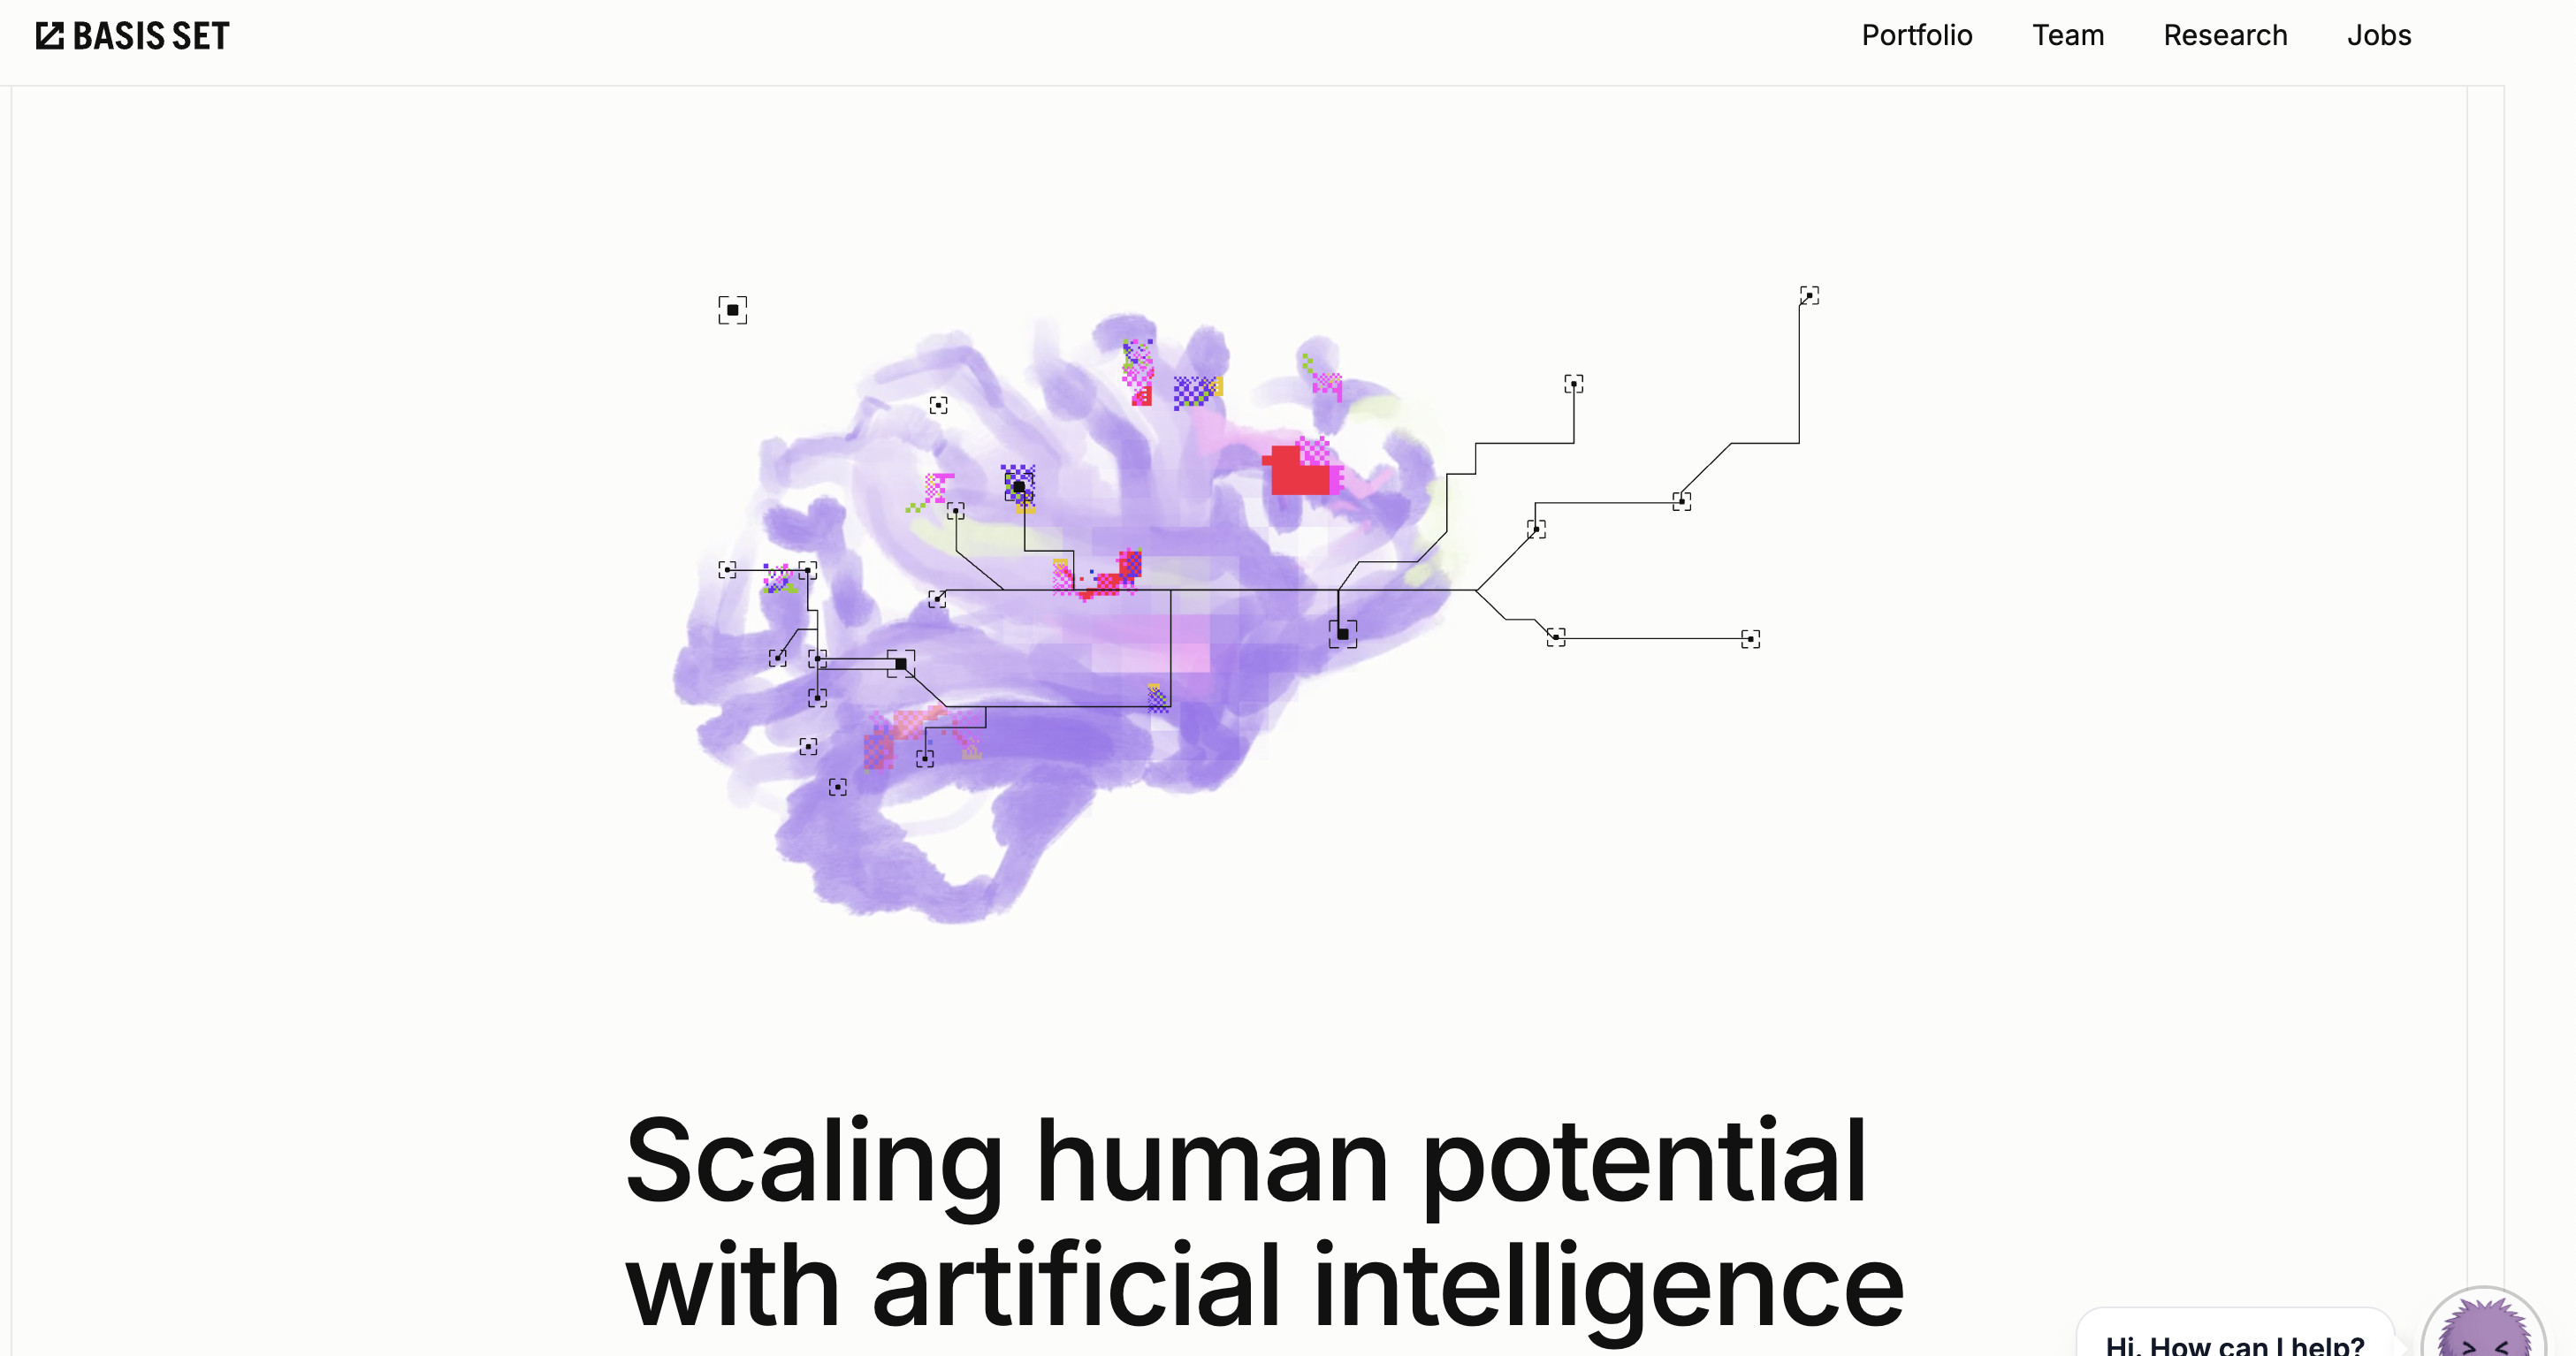 BASIS SET
Portfolio Team Research Jobs
Scaling human potential
with artificial intelligence
Hi. How can I help?